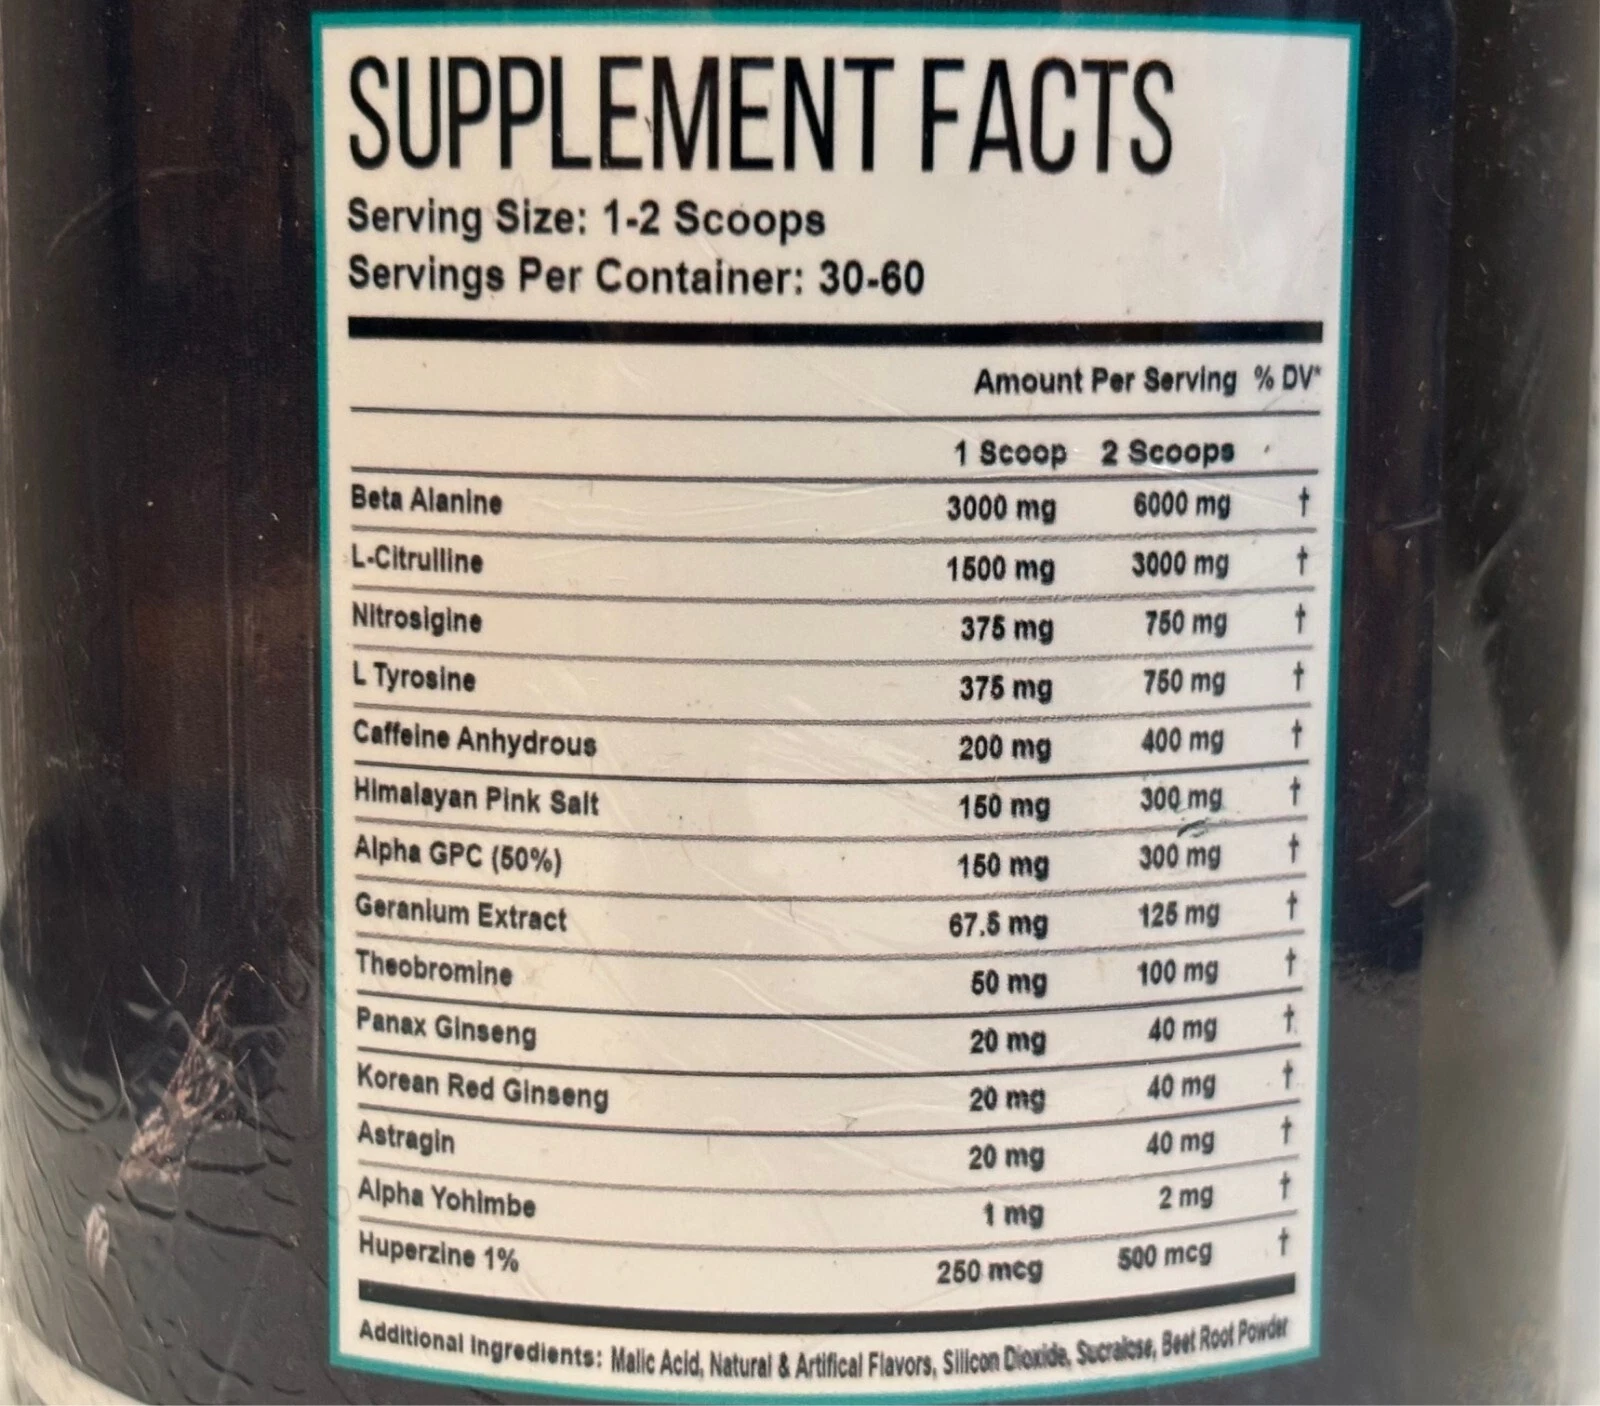 SUPPLEMENT FACTS
Serving Size: 1-2 Scoops
Servings Per Container: 30-60
Amount Per Serving % DV*
1 Scoop 2 Scoops
Beta Alanine 3000 mg 6000 mg †
L-Citrulline 1500 mg 3000 mg †
Nitrosigine 375 mg 750 mg †
L Tyrosine 375 mg 750 mg †
Caffeine Anhydrous 200 mg 400 mg †
Himalayan Pink Salt 150 mg 300 mg †
Alpha GPC (50%) 150 mg 300 mg †
Geranium Extract 67.5 mg 125 mg †
Theobromine 50 mg 100 mg †
Panax Ginseng 20 mg 40 mg †
Korean Red Ginseng 20 mg 40 mg †
Astragin 20 mg 40 mg †
Alpha Yohimbe 1 mg 2 mg †
Huperzine 1% 250 mcg 500 mcg †
Additional Ingredients: Malic Acid, Natural & Artifical Flavors, Silicon Dioxide, Sucralose, Beet Root Powder